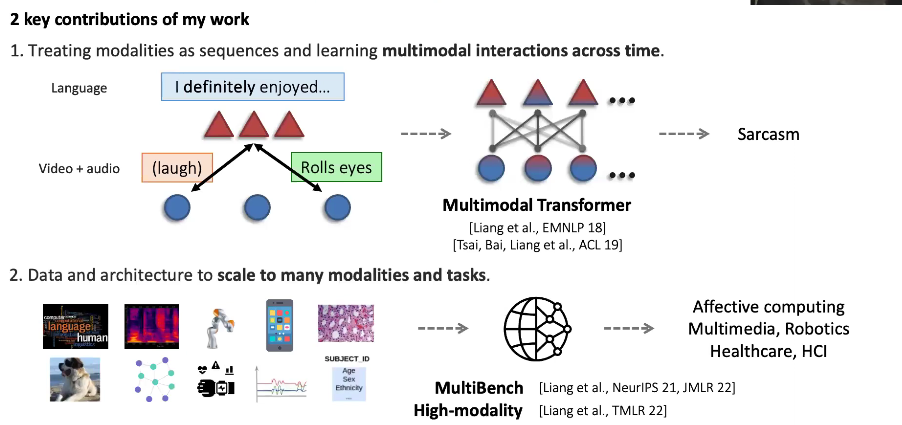 2 key contributions of my work
1. Treating modalities as sequences and learning multimodal interactions across time.
Language
I definitely enjoyed...
Video + audio
(laugh)
Rolls eyes
Sarcasm
Multimodal Transformer
[Liang et al., EMNLP 18]
[Tsai, Bai, Liang et al., ACL 19]
2. Data and architecture to scale to many modalities and tasks.
language
human
SUBJECT_ID
Age
Sex
Ethnicity
...
Affective computing
Multimedia, Robotics
Healthcare, HCI
MultiBench [Liang et al., NeurIPS 21, JMLR 22]
High-modality [Liang et al., TMLR 22]